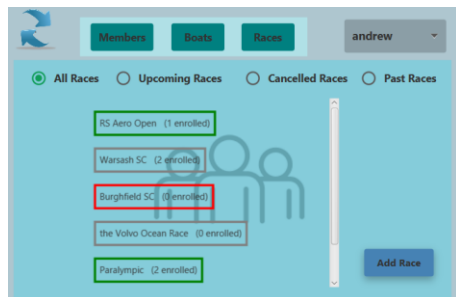 Members Boats Races andrew
All Races Upcoming Races Cancelled Races Past Races
RS Aero Open (1 enrolled)
Warsash SC (2 enrolled)
Burghfield SC (0 enrolled)
the Volvo Ocean Race (0 enrolled)
Paralympic (2 enrolled)
Add Race